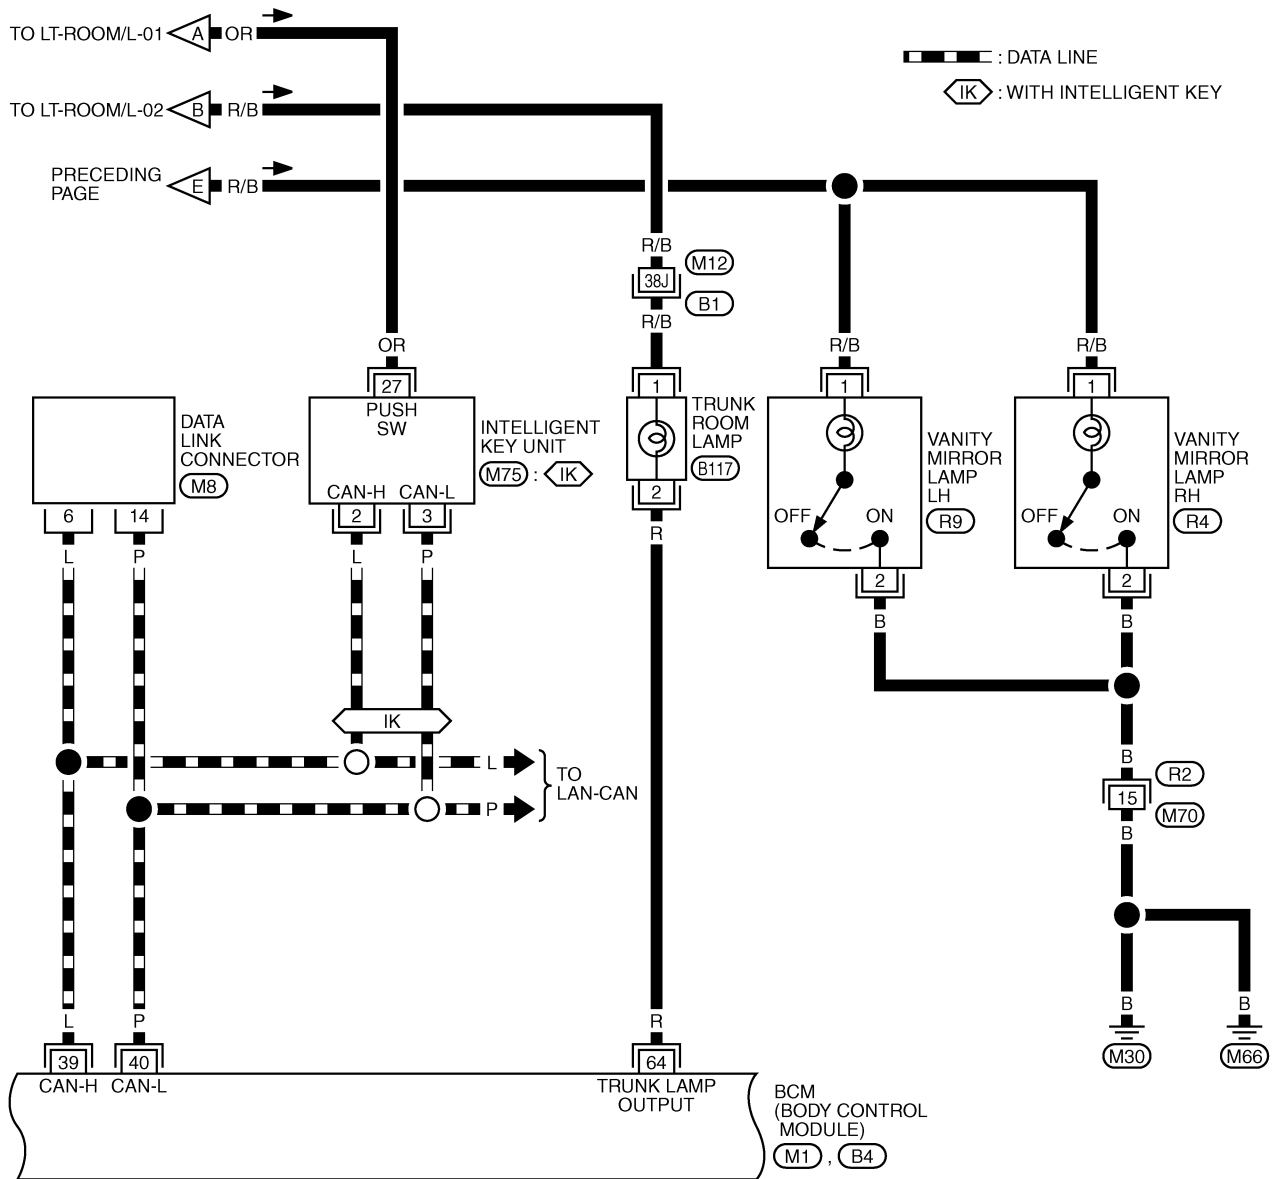 TO LT-ROOM/L-01 A OR
: DATA LINE
IK : WITH INTELLIGENT KEY
TO LT-ROOM/L-02 B R/B
PRECEDING
PAGE
E R/B
R/B
M12
38J
B1
R/B
OR
R/B
R/B
27
1
1
1
PUSH
SW
INTELLIGENT
KEY UNIT
M75 : IK
CAN-H CAN-L
DATA
LINK
CONNECTOR
M8
TRUNK
ROOM
LAMP
B117
VANITY
MIRROR
LAMP
LH
R9
OFF ON
VANITY
MIRROR
LAMP
RH
R4
OFF ON
6 14
2 3
2
2
2
L P
L P
R
B
B
IK
L
P
TO
LAN-CAN
B
R2
15
M70
B
B
B
M30
M66
L P
R
39 40
64
CAN-H CAN-L
TRUNK LAMP
OUTPUT
BCM
(BODY CONTROL
MODULE)
M1 , B4